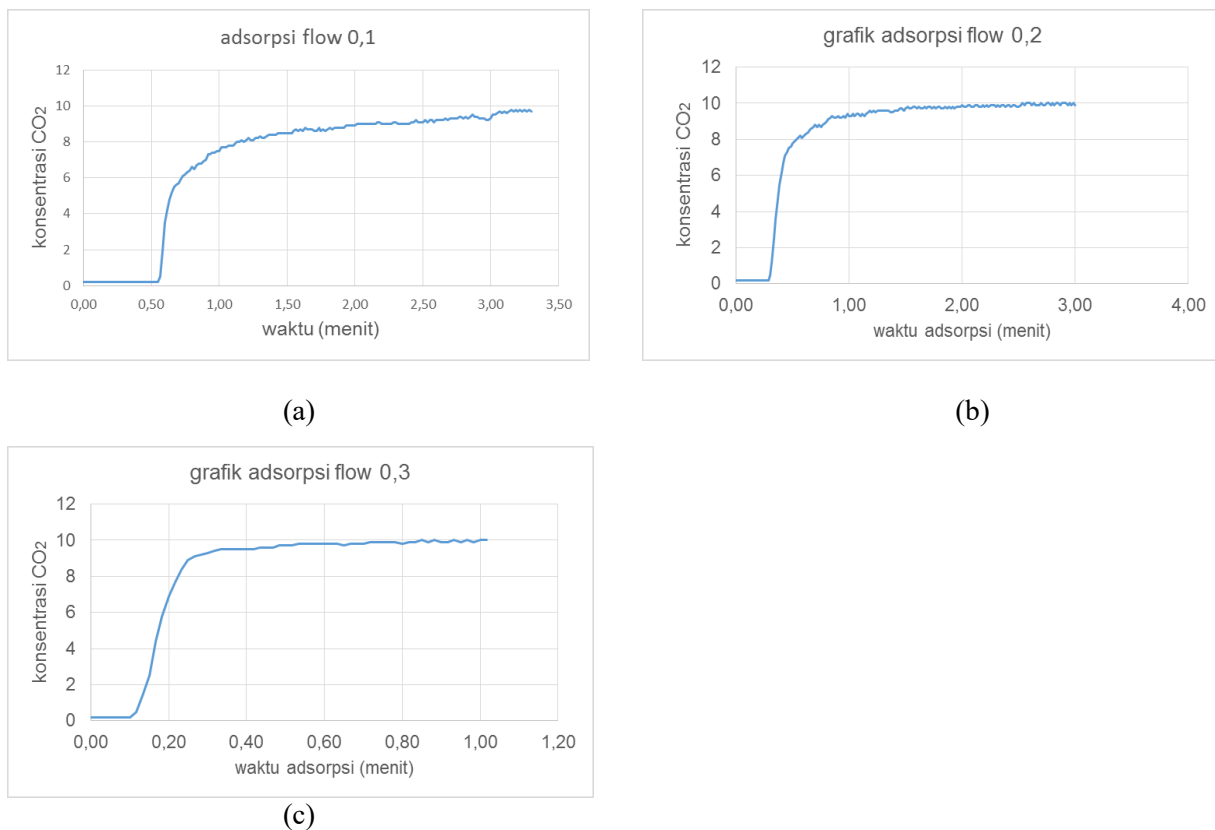 adsorpsi flow 0,1
konsentrasi CO2
12
10
8
6
4
2
0
0,00 0,50 1,00 1,50 2,00 2,50 3,00 3,50
waktu (menit)
(a)
grafik adsorpsi flow 0,2
konsentrasi CO2
12
10
8
6
4
2
0
0,00 1,00 2,00 3,00 4,00
waktu adsorpsi (menit)
(b)
grafik adsorpsi flow 0,3
konsentrasi CO2
12
10
8
6
4
2
0
0,00 0,20 0,40 0,60 0,80 1,00 1,20
waktu adsorpsi (menit)
(c)